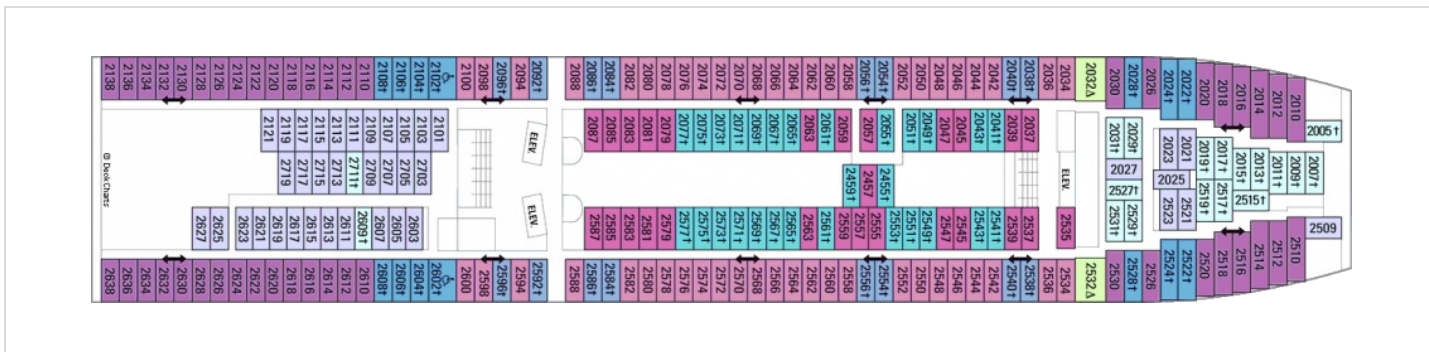 2138 2136 2134 2132 2130 2128 2126 2124 2122 2120 2118 2116 2114 2112 2110 2108† 2106† 2104† 2102† 2100 2098 2096† 2094 2092† 2088 2086† 2084† 2082 2080 2078 2076 2074 2072 2070 2068 2066 2064 2062 2060 2058 2056† 2054† 2052 2050 2048 2046 2044 2042 2040† 2038† 2036 2034 2032Δ 2030 2028† 2026 2024† 2022† 2020 2018 2016 2014 2012 2010
2005†
2121 2119 2117 2115 2113 2111 2109 2107 2105 2103 2101
ELEV.
2087 2085 2083 2081 2079 2077† 2075† 2073† 2071† 2069† 2067† 2065† 2063 2061† 2059 2057 2055† 2051† 2049† 2047 2045 2043† 2041† 2039 2037
2031† 2029† 2023 2021 2019† 2017† 2015† 2013† 2011† 2009† 2007†
2719 2717 2715 2713 2711† 2709 2707 2705 2703
2459† 2457 2455†
ELEV.
2027
2025
2527†
2531† 2529† 2523 2521 2519† 2517† 2515†
© DeckCharts
2627 2625 2623 2621 2619 2617 2615 2613 2611 2609† 2607 2605 2603
ELEV.
2587 2585 2583 2581 2579 2577† 2575† 2573† 2571† 2569† 2567† 2565† 2563 2561† 2559 2557 2555 2553† 2551† 2549† 2547 2545 2543† 2541† 2539 2537
2535
2509
2638 2636 2634 2632 2630 2628 2626 2624 2622 2620 2618 2616 2614 2612 2610 2608† 2606† 2604† 2602† 2600 2598 2596† 2594 2592† 2588 2586† 2584† 2582 2580 2578 2576 2574 2572 2570 2568 2566 2564 2562 2560 2558 2556† 2554† 2552 2550 2548 2546 2544 2542 2540† 2538† 2536 2534 2532Δ 2530 2528† 2526 2524† 2522† 2520 2518 2516 2514 2512 2510